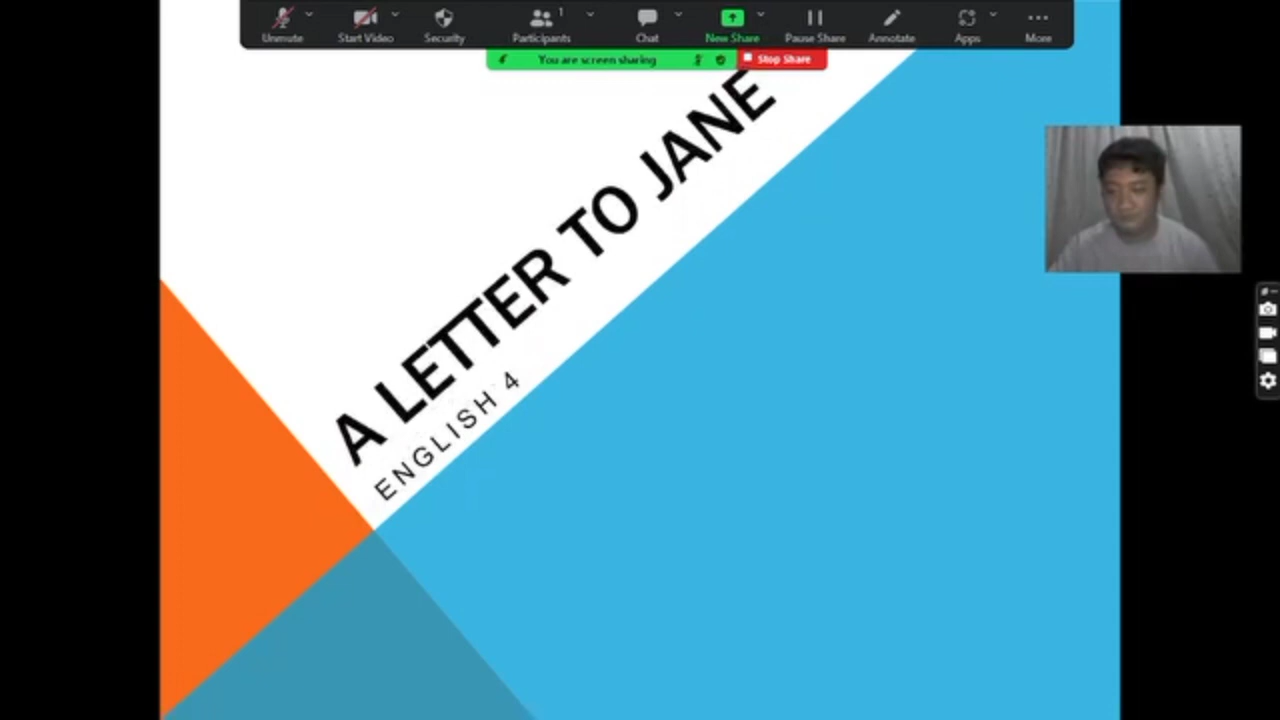 1
Unmute
Start Video
Security
Participants
Chat
New Share
Pause Share
Annotate
Apps
More
You are screen sharing
Stop Share
A LETTER TO JANE
ENGLISH 4